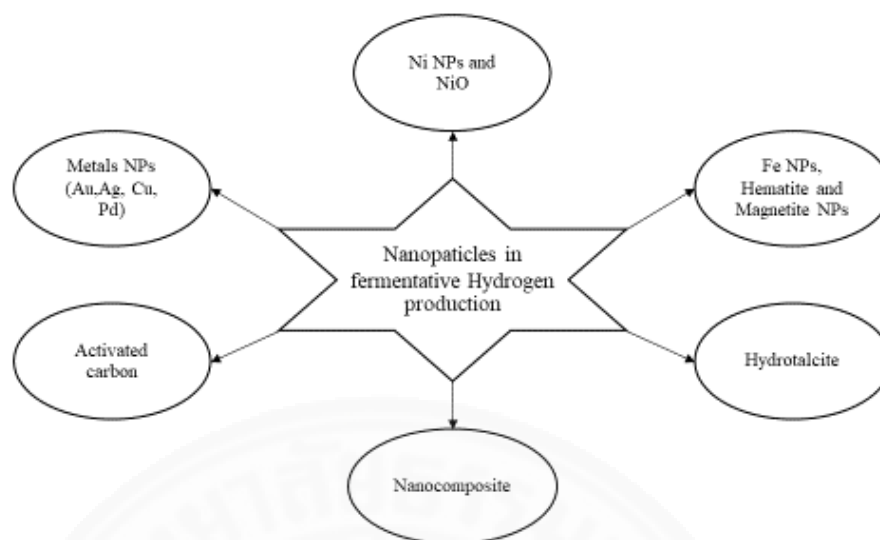 Ni NPs and
NiO
Metals NPs
(Au,Ag, Cu,
Pd)
Fe NPs,
Hematite and
Magnetite NPs
Nanopaticles in
fermentative Hydrogen
production
Activated
carbon
Hydrotalcite
Nanocomposite